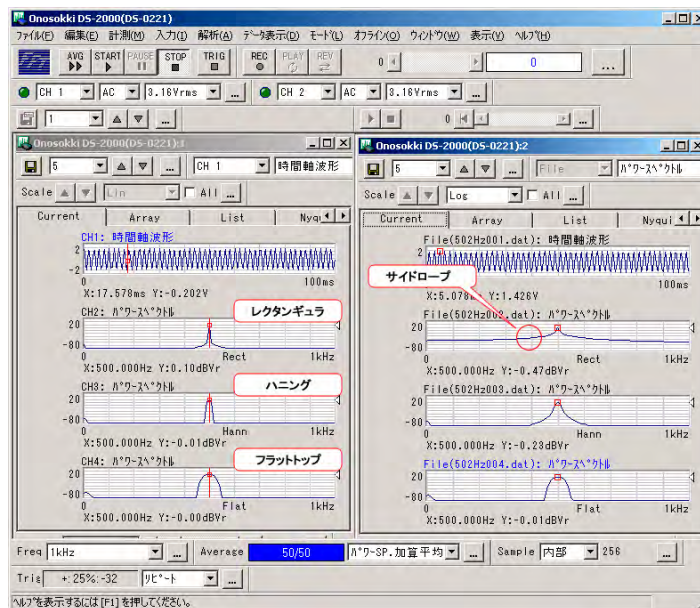 Onosokki DS-2000(DS-0221)
ファイル(F) 編集(E) 計測(M) 入力(I) 解析(A) データ表示(D) モード(L) オフライン(O) ウィンドウ(W) 表示(V) ヘルプ(H)
AVG START PAUSE STOP TRIG REC PLAY REV 0 0 ...
CH 1 AC 3.16Vrms ... CH 2 AC 3.16Vrms ...
1 ... 0 ...
Onosokki DS-2000(DS-0221):1
5 ... CH 1 時間軸波形
Scale Lin All ...
Current Array List Nyqu
CH1: 時間軸波形
2
-2
0 100ms
X:17.578ms Y:-0.202V
CH2: パワースペクトル
レクタンギュラ
20
-80
0 Rect 1kHz
X:500.000Hz Y:0.10dBVr
CH3: パワースペクトル
ハニング
20
-80
0 Hann 1kHz
X:500.000Hz Y:-0.01dBVr
CH4: パワースペクトル
フラットトップ
20
-80
0 Flat 1kHz
X:500.000Hz Y:-0.00dBVr
Onosokki DS-2000(DS-0221):2
5 ... File パワースペクトル
Scale Log All ...
Current Array List Nyqui
File(502Hz001.dat): 時間軸波形
2
サイドローブ
100ms
X:5.078ms Y:1.426V
File(502Hz002.dat): パワースペクトル
20
-80
0 Rect 1kHz
X:500.000Hz Y:-0.47dBVr
File(502Hz003.dat): パワースペクトル
20
-80
0 Hann 1kHz
X:500.000Hz Y:-0.23dBVr
File(502Hz004.dat): パワースペクトル
20
-80
0 Flat 1kHz
X:500.000Hz Y:-0.01dBVr
Freq 1kHz ... Average 50/50 パワーSP.加算平均 ... Sample 内部 256 ...
Trig +:25%:-32 リピート ...
ヘルプを表示するには [F1] を押してください。